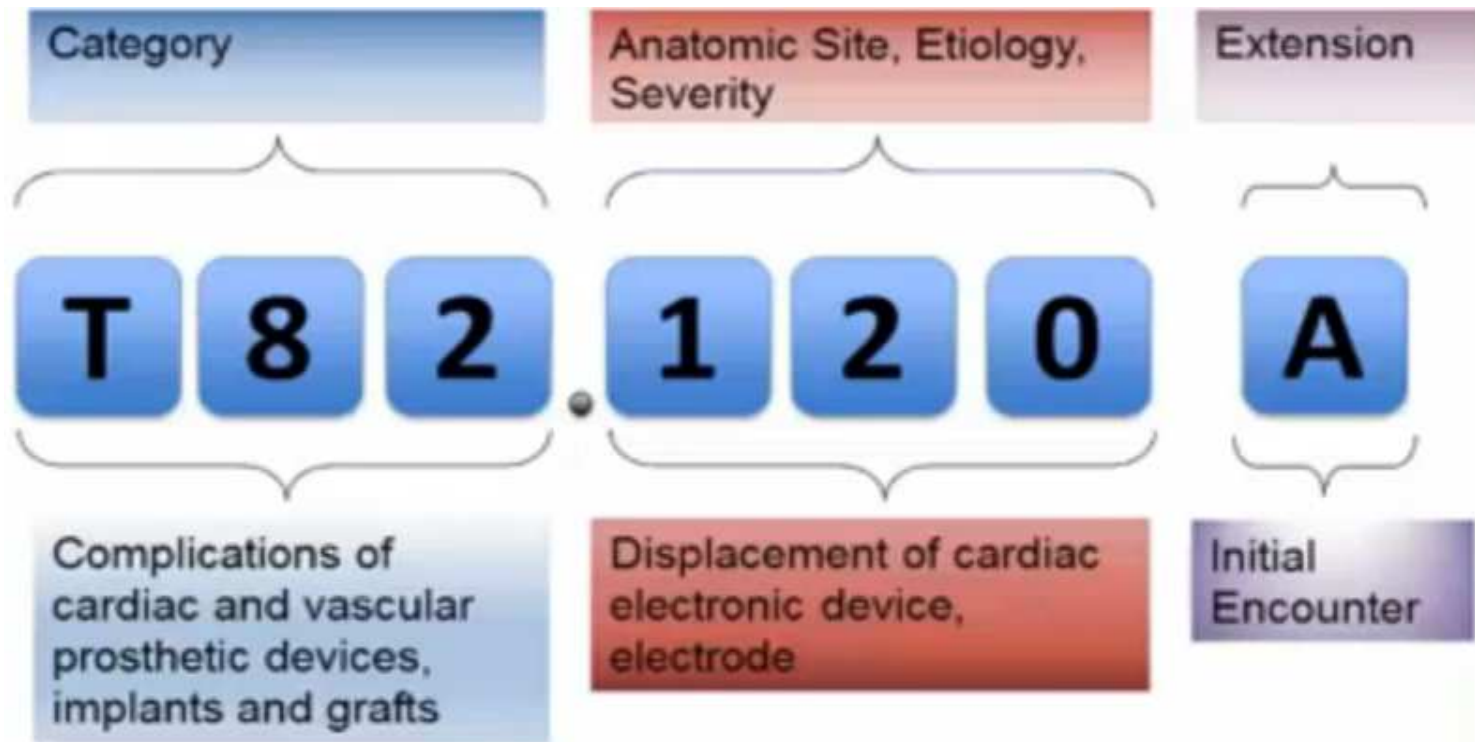 Category
Anatomic Site, Etiology,
Severity
Extension
T 8 2 . 1 2 0 A
Complications of
cardiac and vascular
prosthetic devices,
implants and grafts
Displacement of cardiac
electronic device,
electrode
Initial
Encounter